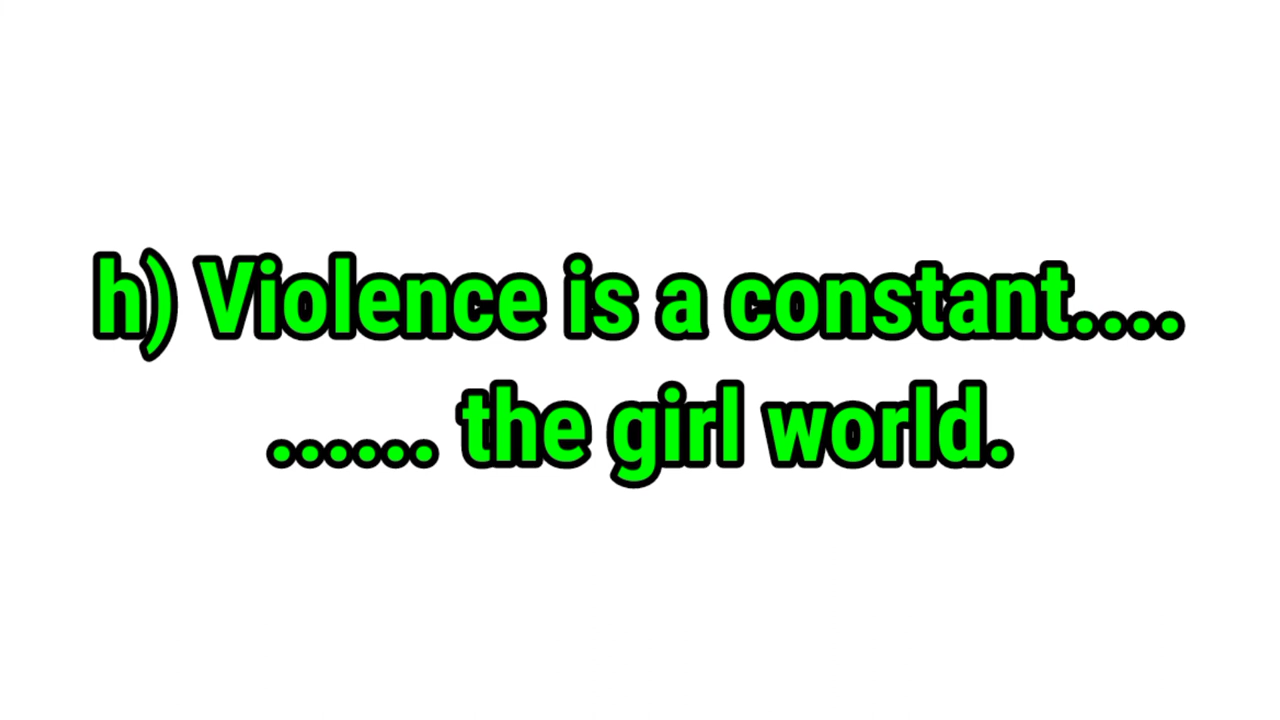 h) Violence is a constant....
...... the girl world.